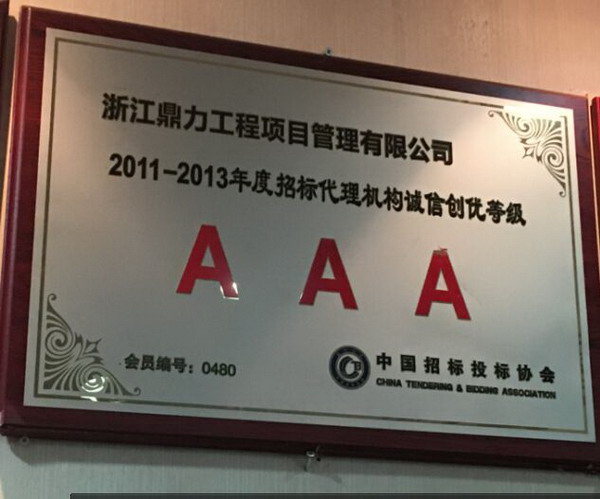 浙江鼎力工程项目管理有限公司
2011-2013年度招标代理机构诚信创优等级
A A A
会员编号：0480
中国招标投标协会
CHINA TENDERING & BIDDING ASSOCIATION